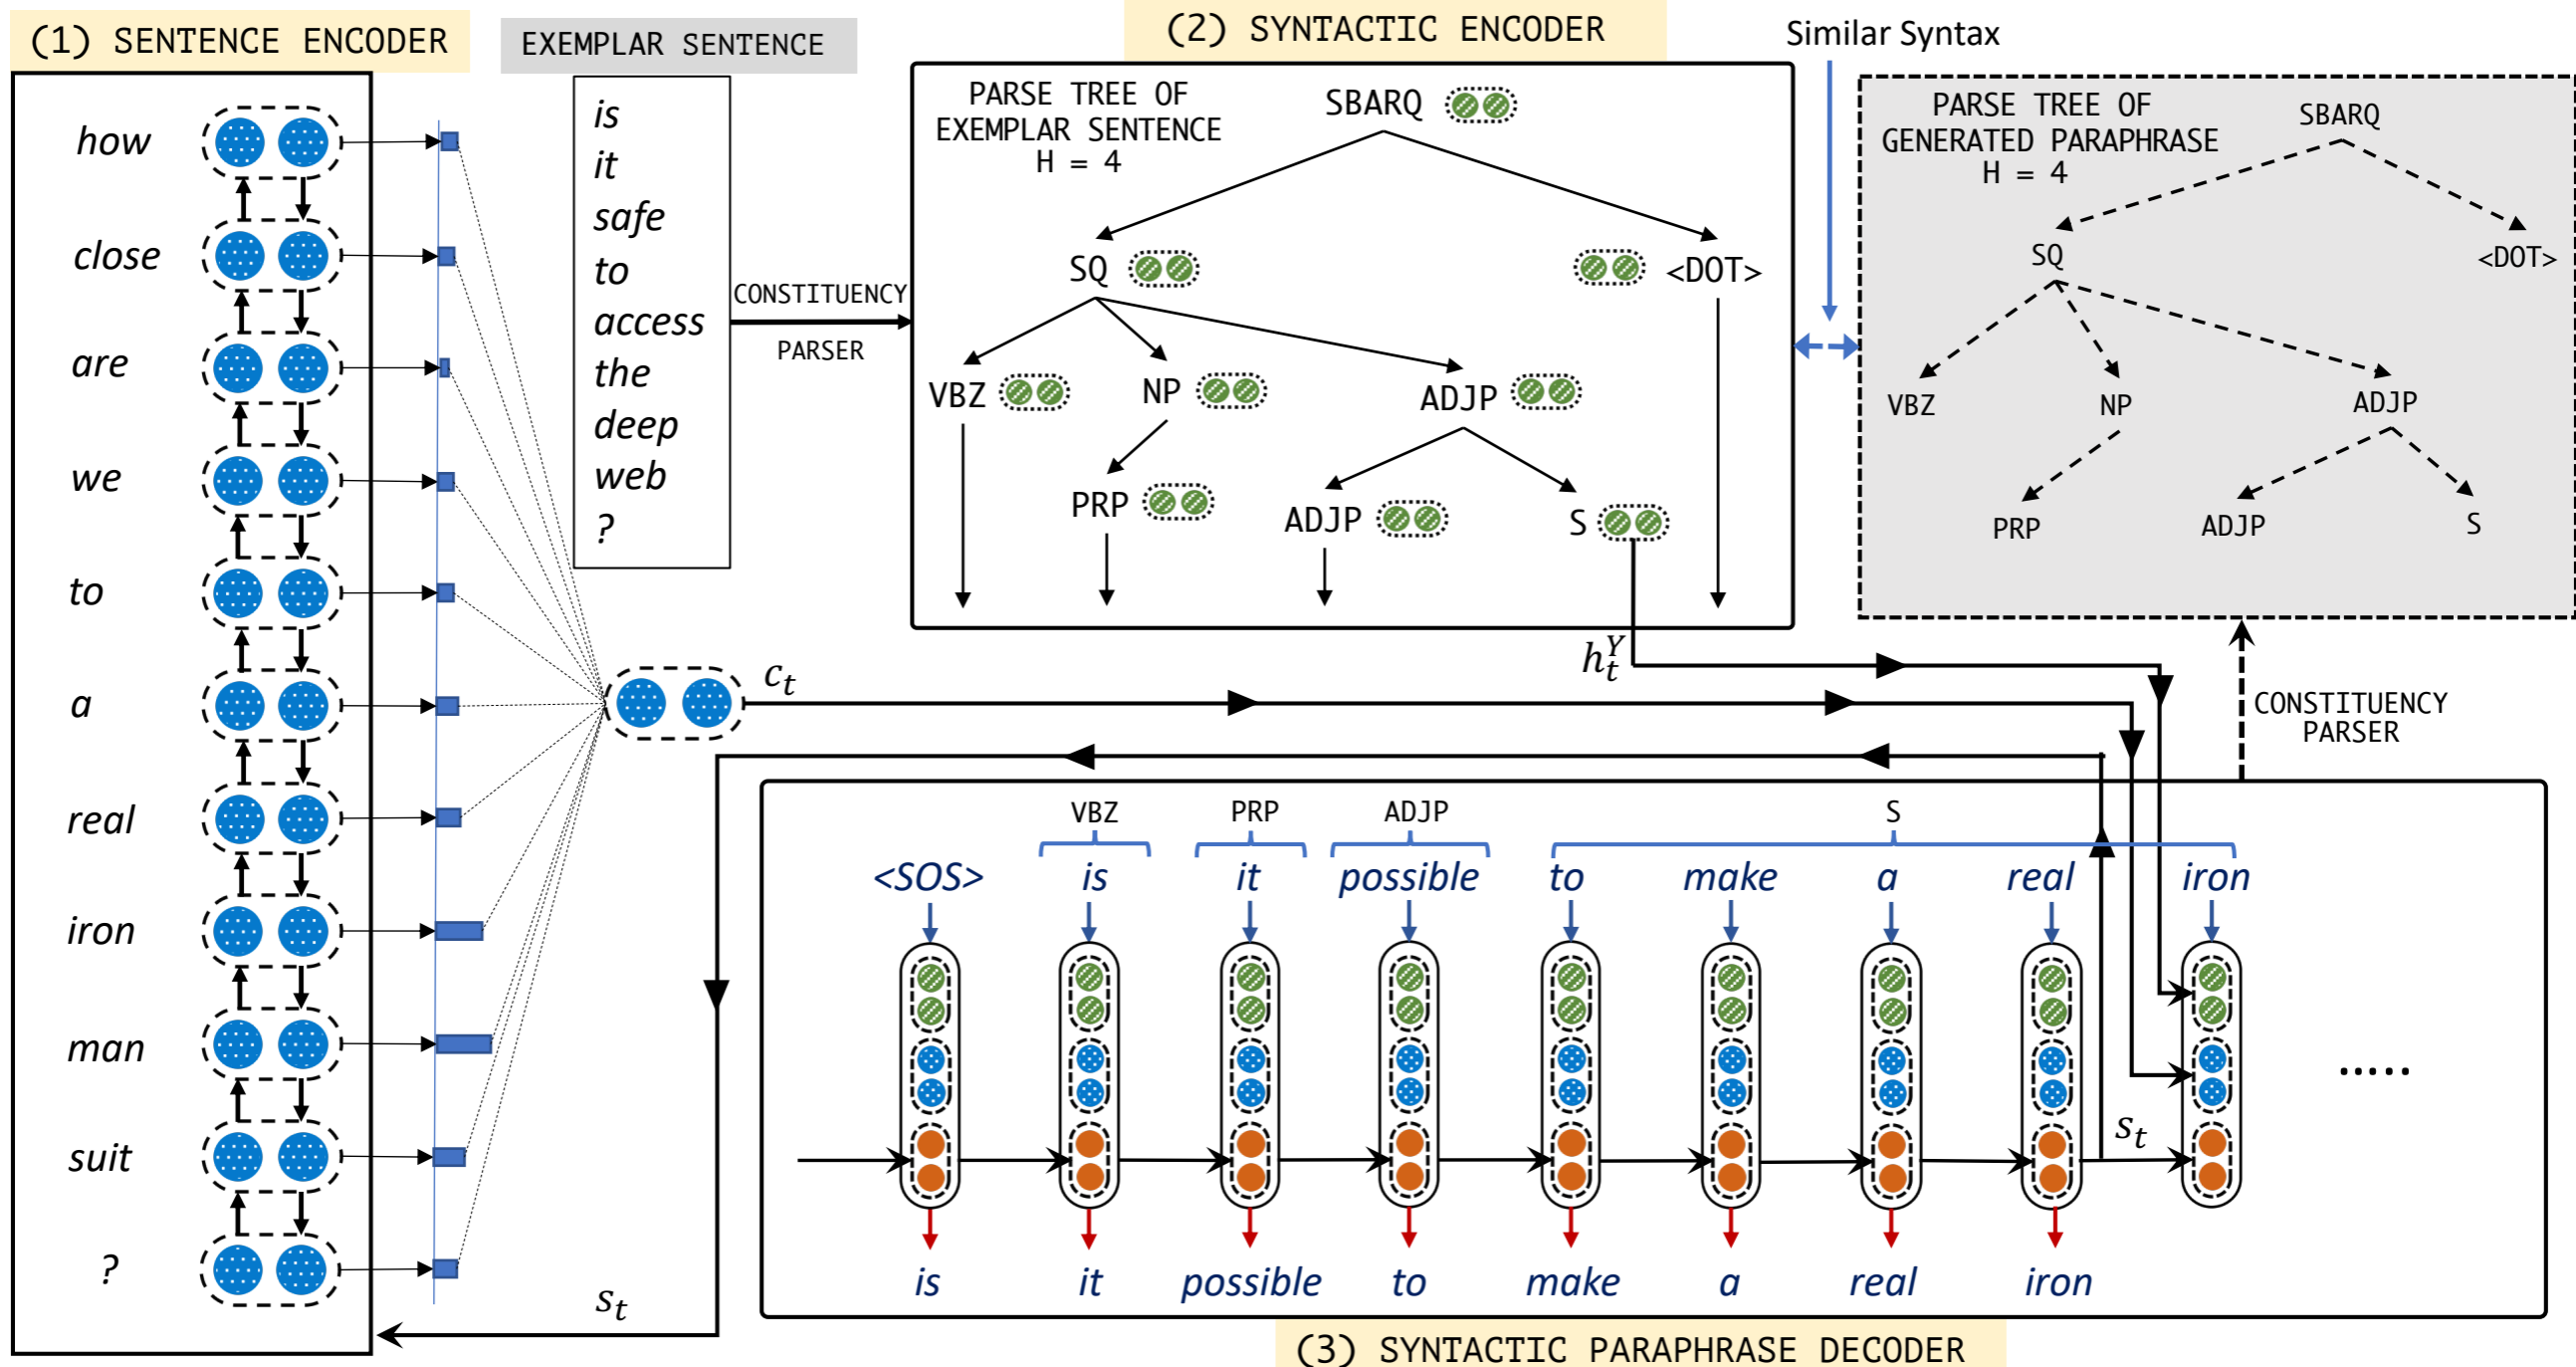 (1) SENTENCE ENCODER
how
close
are
we
to
a
real
iron
man
suit
?
EXEMPLAR SENTENCE
is
it
safe
to
access
the
deep
web
?
CONSTITUENCY
PARSER
(2) SYNTACTIC ENCODER
PARSE TREE OF
EXEMPLAR SENTENCE
H = 4
SBARQ
SQ
<DOT>
VBZ
NP
ADJP
PRP
ADJP
S
Similar Syntax
PARSE TREE OF
GENERATED PARAPHRASE
H = 4
SBARQ
SQ
<DOT>
VBZ
NP
ADJP
PRP
ADJP
S
c_t
h_t^Y
CONSTITUENCY
PARSER
VBZ PRP ADJP S
<SOS> is it possible to make a real iron
s_t
.....
is it possible to make a real iron
s_t
(3) SYNTACTIC PARAPHRASE DECODER